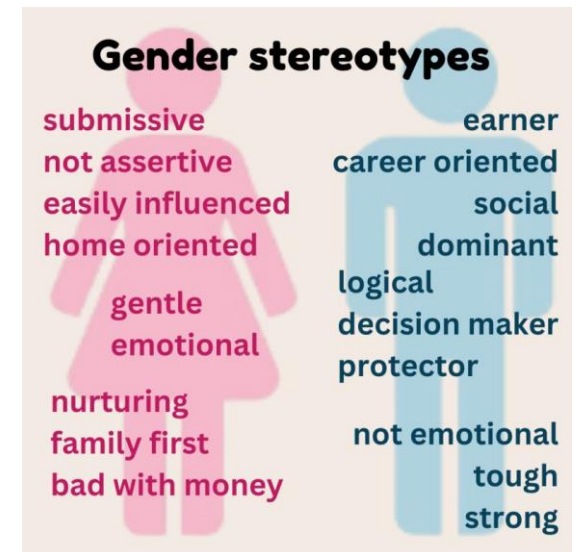 Gender stereotypes
submissive
not assertive
easily influenced
home oriented
gentle
emotional
nurturing
family first
bad with money
earner
career oriented
social
dominant
logical
decision maker
protector
not emotional
tough
strong